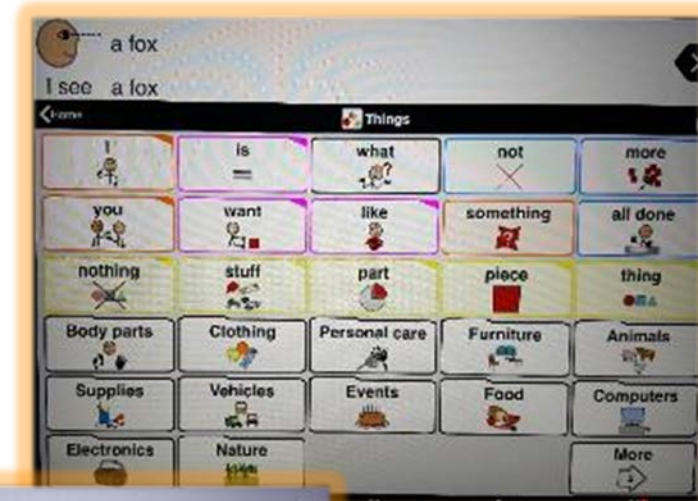 a fox
I see a fox
Home Things
I is what not more
you want like something all done
nothing stuff part piece thing
Body parts Clothing Personal care Furniture Animals
Supplies Vehicles Events Food Computers
Electronics Nature More